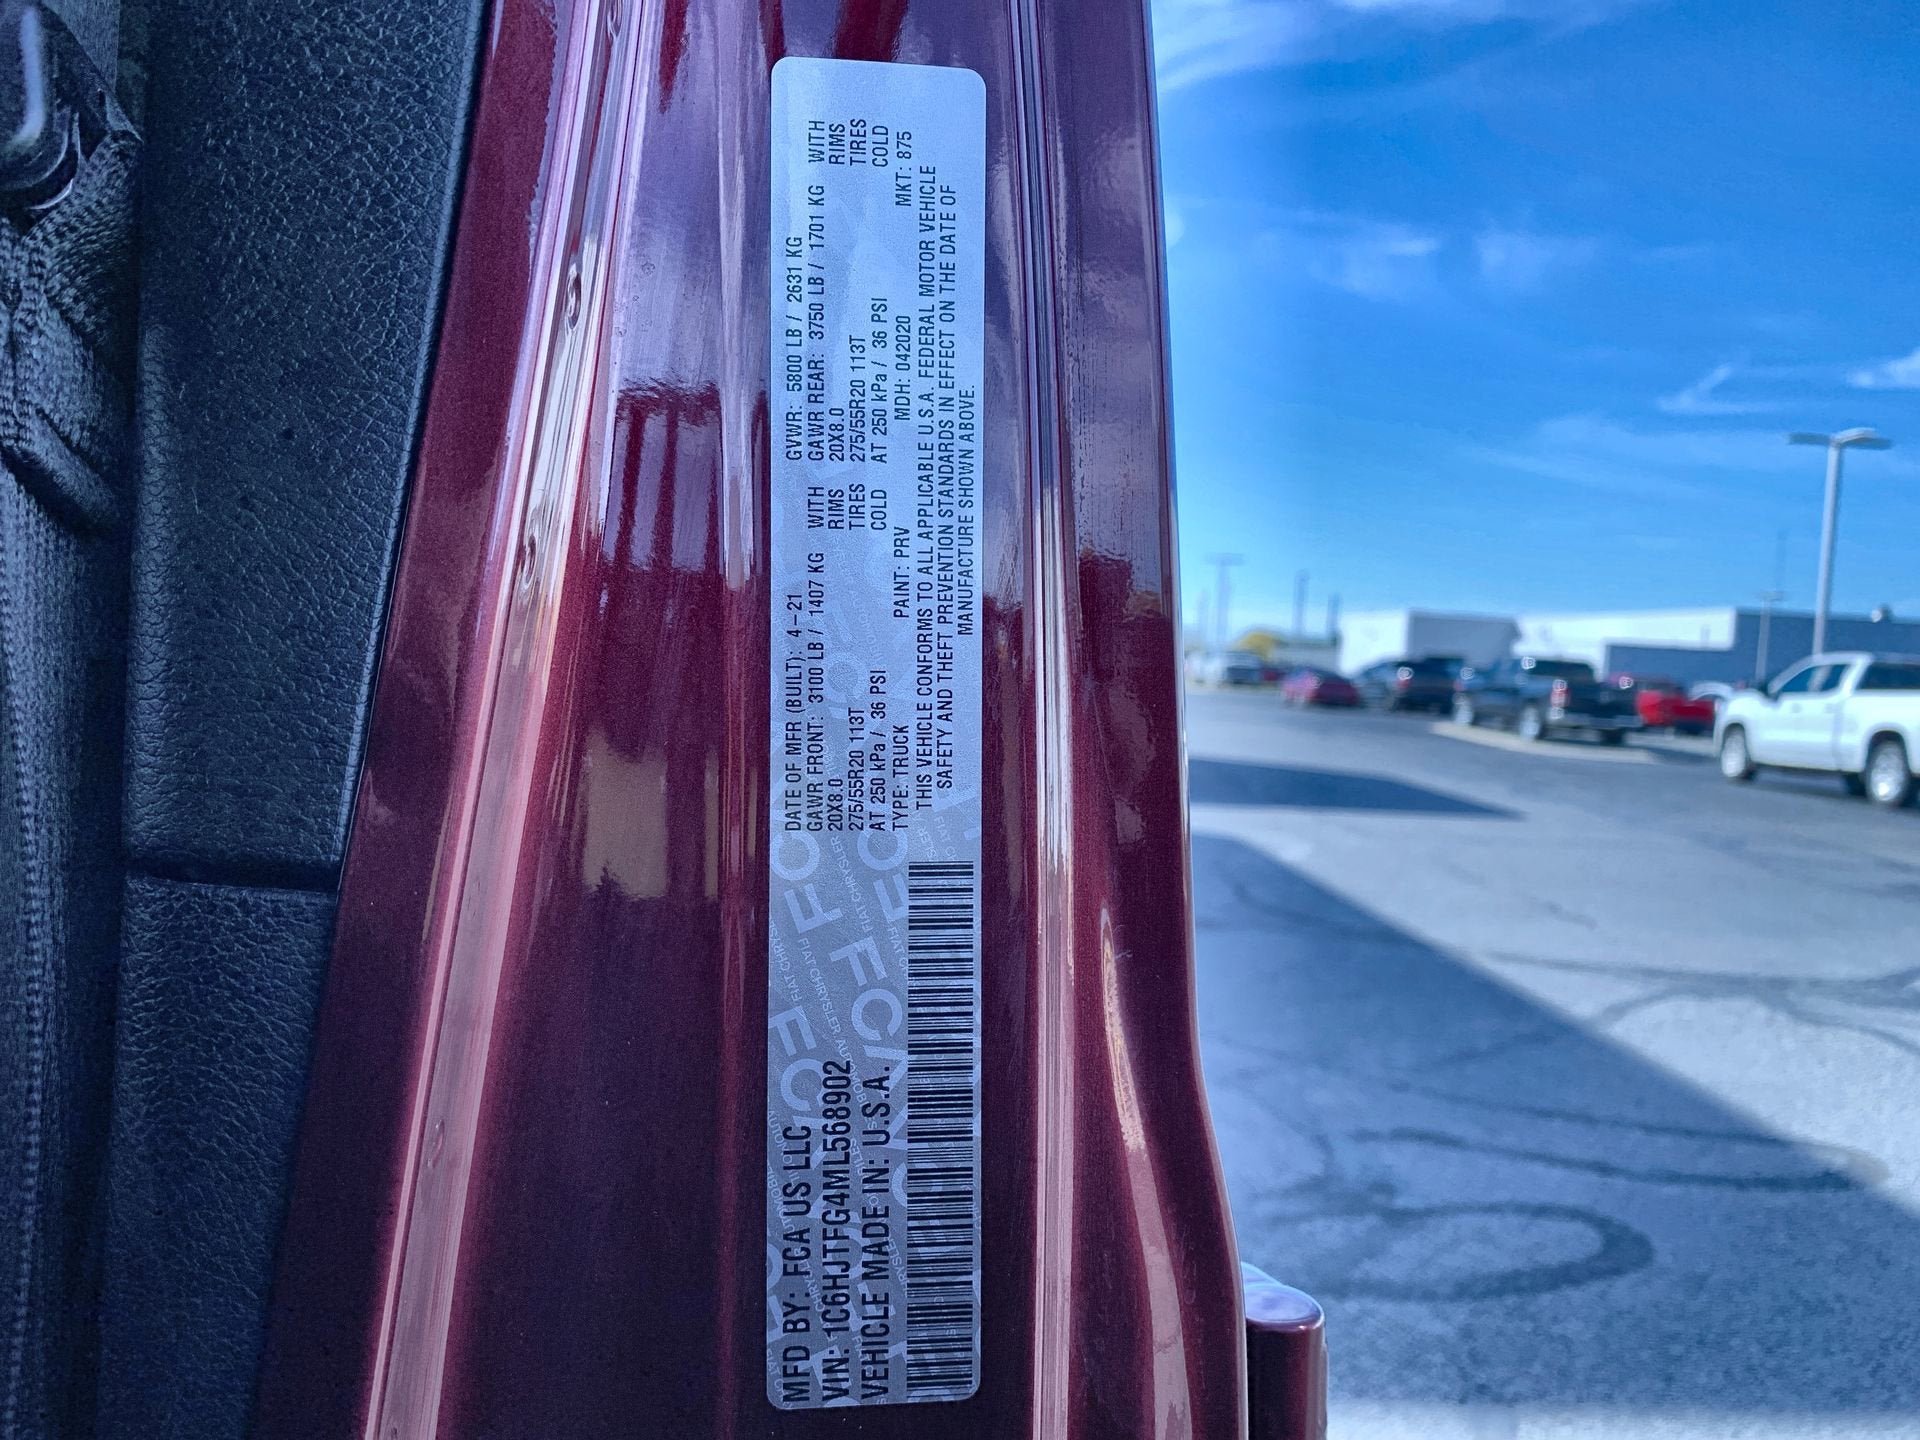 MFD BY: FCA US LLC
VIN: 1C6HJTFG4ML568902
VEHICLE MADE IN: U.S.A.
DATE OF MFR (BUILT): 4-21 GVWR: 5800 LB / 2631 KG
GAWR FRONT: 3100 LB / 1407 KG WITH GAWR REAR: 3750 LB / 1701 KG WITH
20X8.0 RIMS 20X8.0 RIMS
275/55R20 113T TIRES 275/55R20 113T TIRES
AT 250 kPa / 36 PSI COLD AT 250 kPa / 36 PSI COLD
TYPE: TRUCK PAINT: PRV MDH: 042020 MKT: 875
THIS VEHICLE CONFORMS TO ALL APPLICABLE U.S.A. FEDERAL MOTOR VEHICLE
SAFETY AND THEFT PREVENTION STANDARDS IN EFFECT ON THE DATE OF
MANUFACTURE SHOWN ABOVE.